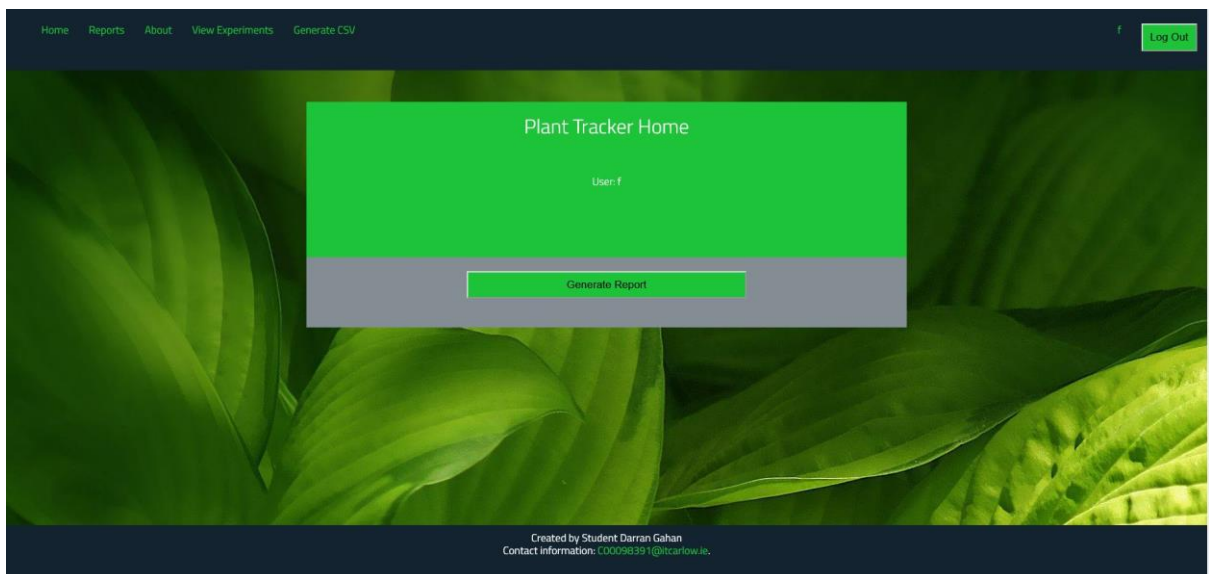 Home Reports About View Experiments Generate CSV f Log Out
Plant Tracker Home
User: f
Generate Report
Created by Student Darran Gahan
Contact information: C00098391@itcarlow.ie.